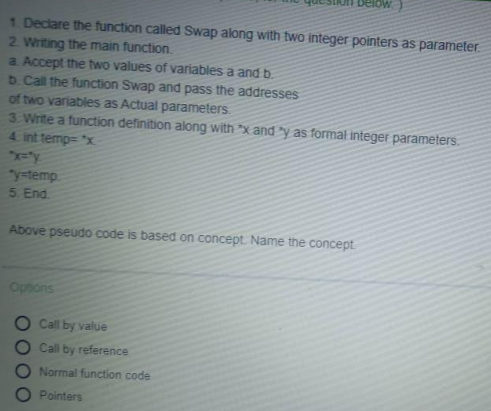 question below. )
1. Declare the function called Swap along with two integer pointers as parameter
2. Writing the main function.
a. Accept the two values of variables a and b.
b. Call the function Swap and pass the addresses
of two variables as Actual parameters.
3. Write a function definition along with *x and *y as formal integer parameters.
4. int temp= *x.
*x=*y.
*y=temp.
5. End.
Above pseudo code is based on concept. Name the concept.
Options
Call by value
Call by reference
Normal function code
Pointers